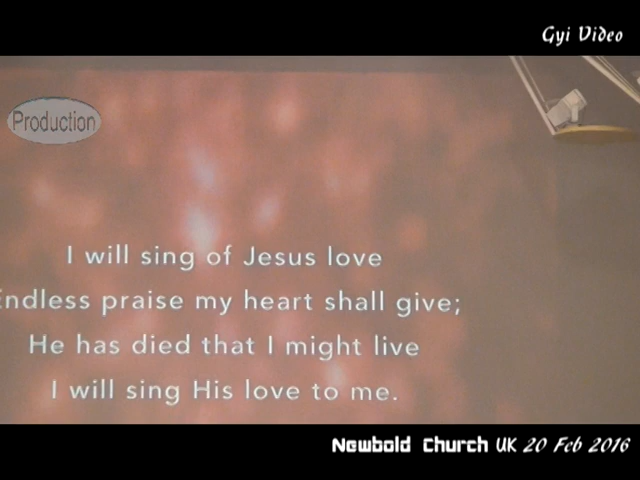 Gyi Video
Production
I will sing of Jesus love
Endless praise my heart shall give;
He has died that I might live
I will sing His love to me.
Newbold Church UK 20 Feb 2016